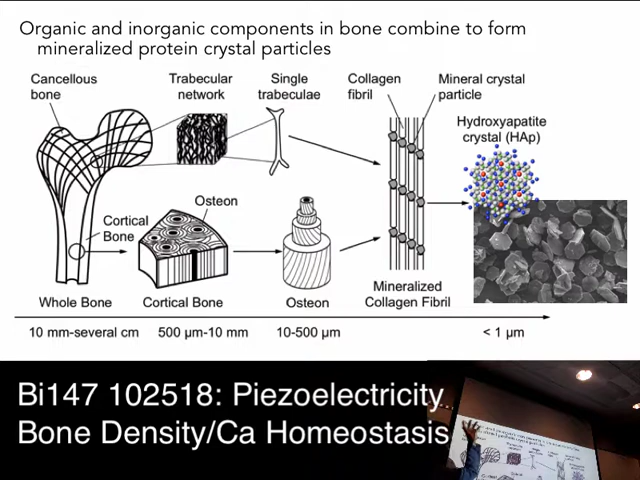 Organic and inorganic components in bone combine to form
mineralized protein crystal particles
Cancellous
bone
Trabecular
network
Single
trabeculae
Collagen
fibril
Mineral crystal
particle
Hydroxyapatite
crystal (HAp)
Osteon
Cortical
Bone
Whole Bone
Cortical Bone
Osteon
Mineralized
Collagen Fibril
10 mm-several cm
500 µm-10 mm
10-500 µm
< 1 µm
Bi147 102518: Piezoelectricity
Bone Density/Ca Homeostasis